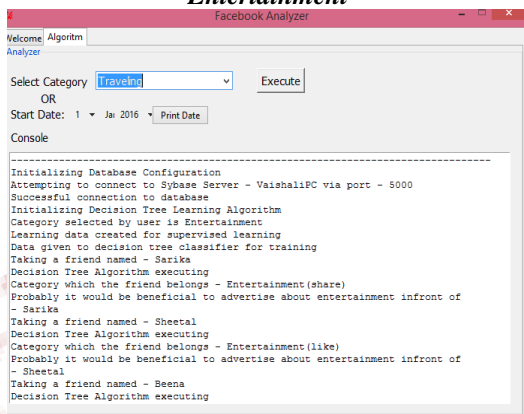 Entertainment
Facebook Analyzer
Welcome Algoritm
Analyzer
Select Category Traveling Execute
OR
Start Date: 1 Jai 2016 Print Date
Console
--------------------------------------------------------------------------------
Initializing Database Configuration
Attempting to connect to Sybase Server - VaishaliPC via port - 5000
Successful connection to database
Initializing Decision Tree Learning Algorithm
Category selected by user is Entertainment
Learning data created for supervised learning
Data given to decision tree classifier for training
Taking a friend named - Sarika
Decision Tree Algorithm executing
Category which the friend belongs - Entertainment(share)
Probably it would be beneficial to advertise about entertainment infront of
- Sarika
Taking a friend named - Sheetal
Decision Tree Algorithm executing
Category which the friend belongs - Entertainment(like)
Probably it would be beneficial to advertise about entertainment infront of
- Sheetal
Taking a friend named - Beena
Decision Tree Algorithm executing